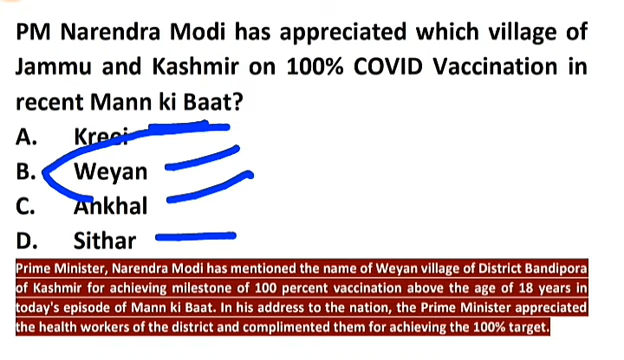 PM Narendra Modi has appreciated which village of
Jammu and Kashmir on 100% COVID Vaccination in
recent Mann ki Baat?
A. Kreei
B. Weyan
C. Ankhal
D. Sithar
Prime Minister, Narendra Modi has mentioned the name of Weyan village of District Bandipora
of Kashmir for achieving milestone of 100 percent vaccination above the age of 18 years in
today's episode of Mann ki Baat. In his address to the nation, the Prime Minister appreciated
the health workers of the district and complimented them for achieving the 100% target.